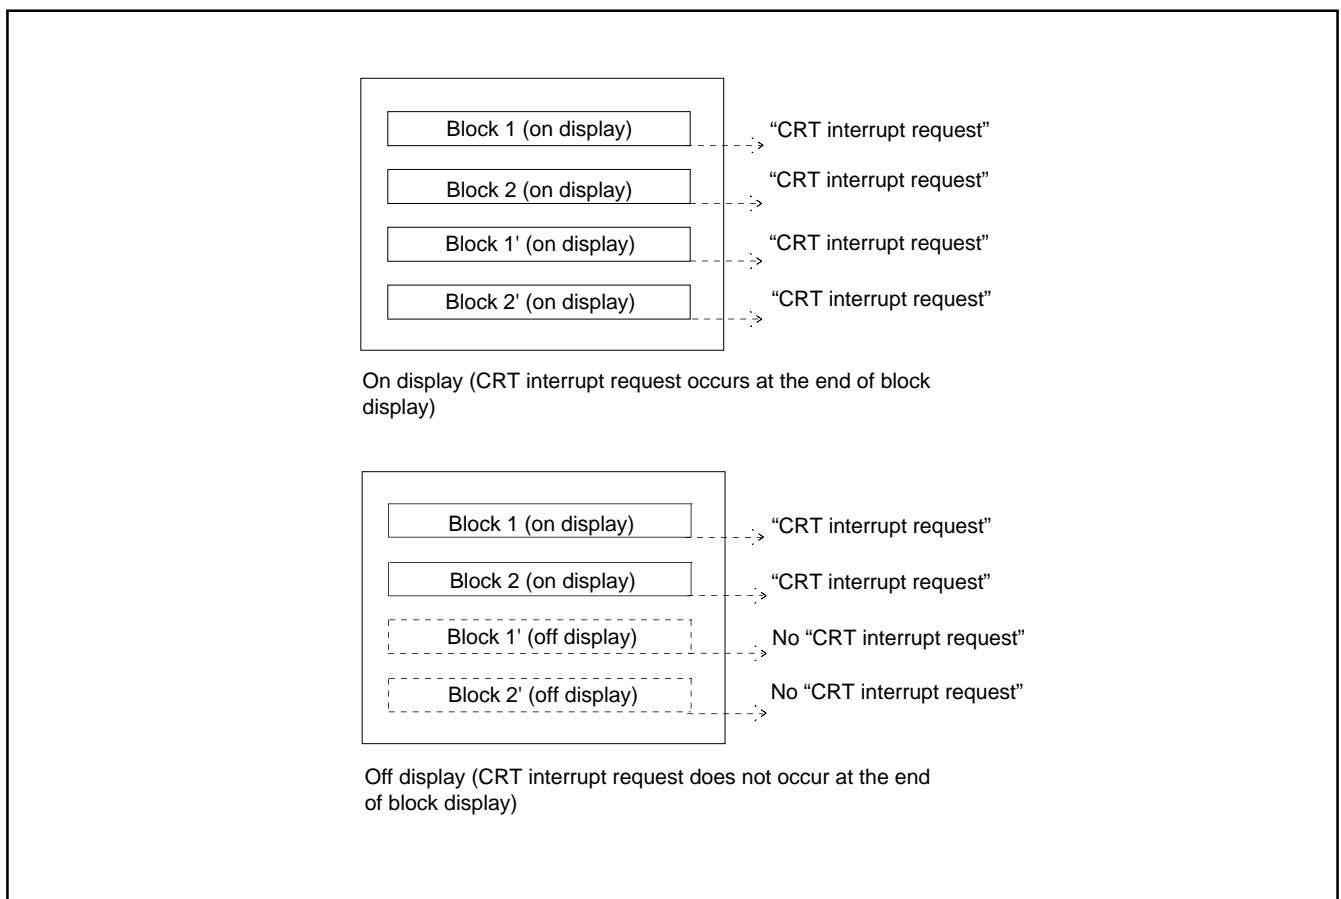 Block 1 (on display)
“CRT interrupt request”
Block 2 (on display)
“CRT interrupt request”
Block 1' (on display)
“CRT interrupt request”
Block 2' (on display)
“CRT interrupt request”
On display (CRT interrupt request occurs at the end of block
display)
Block 1 (on display)
“CRT interrupt request”
Block 2 (on display)
“CRT interrupt request”
Block 1' (off display)
No “CRT interrupt request”
Block 2' (off display)
No “CRT interrupt request”
Off display (CRT interrupt request does not occur at the end
of block display)